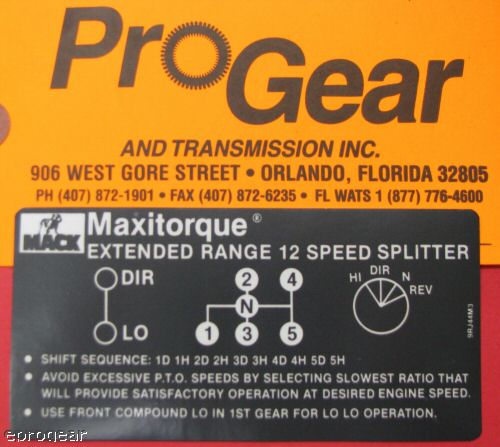 ProGear
AND TRANSMISSION INC.
906 WEST GORE STREET • ORLANDO, FLORIDA 32805
PH (407) 872-1901 • FAX (407) 872-6235 • FL WATS 1 (877) 776-4600
MACK
Maxitorque®
EXTENDED RANGE 12 SPEED SPLITTER
DIR
LO
2 4
N
1 3 5
HI DIR N REV
9RJ44M3
• SHIFT SEQUENCE: 1D 1H 2D 2H 3D 3H 4D 4H 5D 5H
• AVOID EXCESSIVE P.T.O. SPEEDS BY SELECTING SLOWEST RATIO THAT
WILL PROVIDE SATISFACTORY OPERATION AT DESIRED ENGINE SPEED.
• USE FRONT COMPOUND LO IN 1ST GEAR FOR LO LO OPERATION.
eprogear